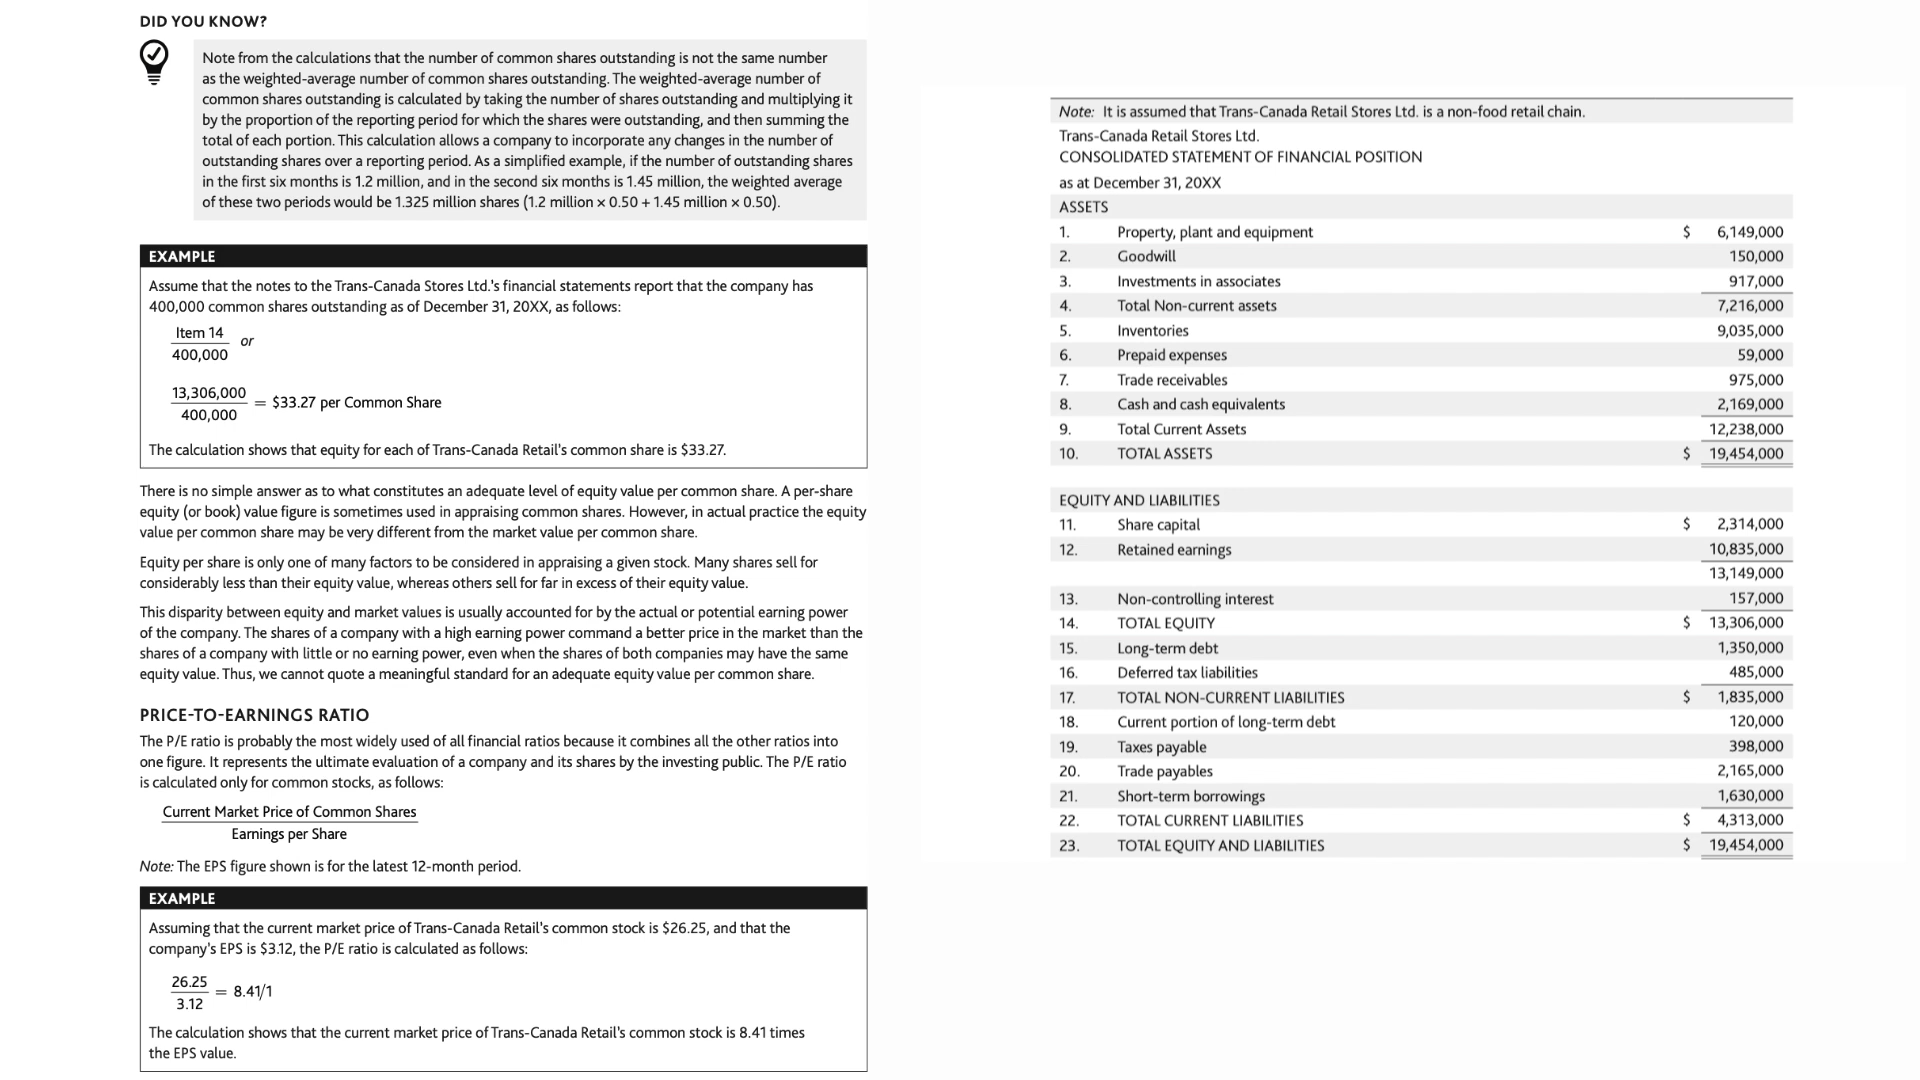 DID YOU KNOW?
Note from the calculations that the number of common shares outstanding is not the same number
as the weighted-average number of common shares outstanding. The weighted-average number of
common shares outstanding is calculated by taking the number of shares outstanding and multiplying it
by the proportion of the reporting period for which the shares were outstanding, and then summing the
total of each portion. This calculation allows a company to incorporate any changes in the number of
outstanding shares over a reporting period. As a simplified example, if the number of outstanding shares
in the first six months is 1.2 million, and in the second six months is 1.45 million, the weighted average
of these two periods would be 1.325 million shares (1.2 million × 0.50 + 1.45 million × 0.50).
EXAMPLE
Assume that the notes to the Trans-Canada Stores Ltd.'s financial statements report that the company has
400,000 common shares outstanding as of December 31, 20XX, as follows:
Item 14
or
400,000
13,306,000
= $33.27 per Common Share
400,000
The calculation shows that equity for each of Trans-Canada Retail's common share is $33.27.
There is no simple answer as to what constitutes an adequate level of equity value per common share. A per-share
equity (or book) value figure is sometimes used in appraising common shares. However, in actual practice the equity
value per common share may be very different from the market value per common share.
Equity per share is only one of many factors to be considered in appraising a given stock. Many shares sell for
considerably less than their equity value, whereas others sell for far in excess of their equity value.
This disparity between equity and market values is usually accounted for by the actual or potential earning power
of the company. The shares of a company with a high earning power command a better price in the market than the
shares of a company with little or no earning power, even when the shares of both companies may have the same
equity value. Thus, we cannot quote a meaningful standard for an adequate equity value per common share.
PRICE-TO-EARNINGS RATIO
The P/E ratio is probably the most widely used of all financial ratios because it combines all the other ratios into
one figure. It represents the ultimate evaluation of a company and its shares by the investing public. The P/E ratio
is calculated only for common stocks, as follows:
Current Market Price of Common Shares
Earnings per Share
Note: The EPS figure shown is for the latest 12-month period.
EXAMPLE
Assuming that the current market price of Trans-Canada Retail's common stock is $26.25, and that the
company's EPS is $3.12, the P/E ratio is calculated as follows:
26.25
= 8.41/1
3.12
The calculation shows that the current market price of Trans-Canada Retail's common stock is 8.41 times
the EPS value.
Note: It is assumed that Trans-Canada Retail Stores Ltd. is a non-food retail chain.
Trans-Canada Retail Stores Ltd.
CONSOLIDATED STATEMENT OF FINANCIAL POSITION
as at December 31, 20XX
ASSETS
1. Property, plant and equipment $ 6,149,000
2. Goodwill 150,000
3. Investments in associates 917,000
4. Total Non-current assets 7,216,000
5. Inventories 9,035,000
6. Prepaid expenses 59,000
7. Trade receivables 975,000
8. Cash and cash equivalents 2,169,000
9. Total Current Assets 12,238,000
10. TOTAL ASSETS $ 19,454,000
EQUITY AND LIABILITIES
11. Share capital $ 2,314,000
12. Retained earnings 10,835,000
13,149,000
13. Non-controlling interest 157,000
14. TOTAL EQUITY $ 13,306,000
15. Long-term debt 1,350,000
16. Deferred tax liabilities 485,000
17. TOTAL NON-CURRENT LIABILITIES $ 1,835,000
18. Current portion of long-term debt 120,000
19. Taxes payable 398,000
20. Trade payables 2,165,000
21. Short-term borrowings 1,630,000
22. TOTAL CURRENT LIABILITIES $ 4,313,000
23. TOTAL EQUITY AND LIABILITIES $ 19,454,000